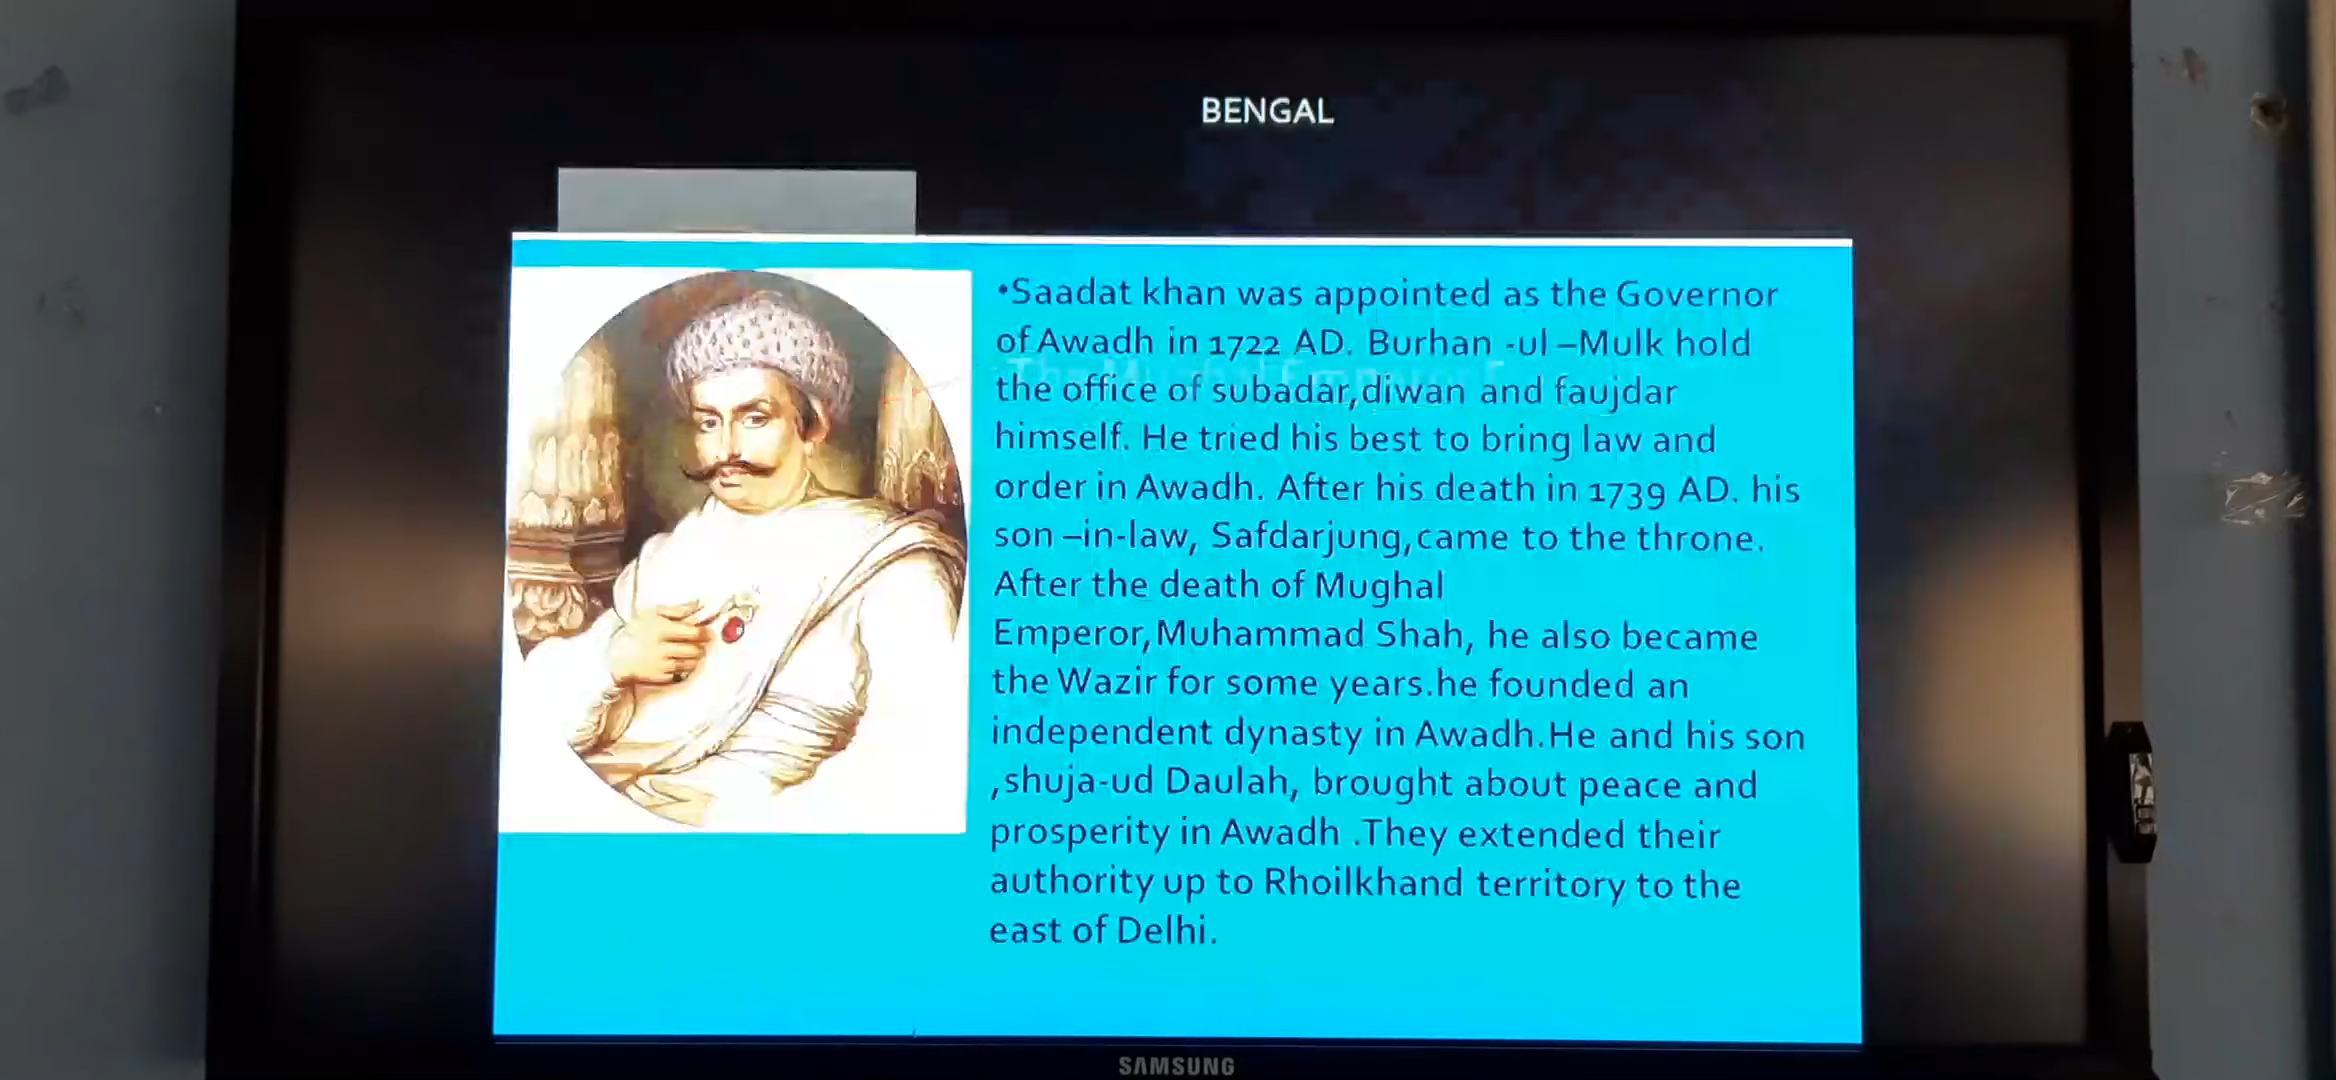 BENGAL
•Saadat khan was appointed as the Governor
of Awadh in 1722 AD. Burhan -ul –Mulk hold
the office of subadar,diwan and faujdar
himself. He tried his best to bring law and
order in Awadh. After his death in 1739 AD. his
son –in-law, Safdarjung,came to the throne.
After the death of Mughal
Emperor,Muhammad Shah, he also became
the Wazir for some years.he founded an
independent dynasty in Awadh.He and his son
,shuja-ud Daulah, brought about peace and
prosperity in Awadh .They extended their
authority up to Rhoilkhand territory to the
east of Delhi.
SAMSUNG